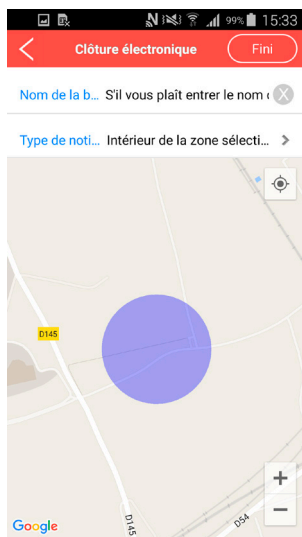 99% 15:33
Clôture électronique Fini
Nom de la b... S'il vous plaît entrer le nom
Type de noti... Intérieur de la zone sélecti...
D145
D145
D54
Google